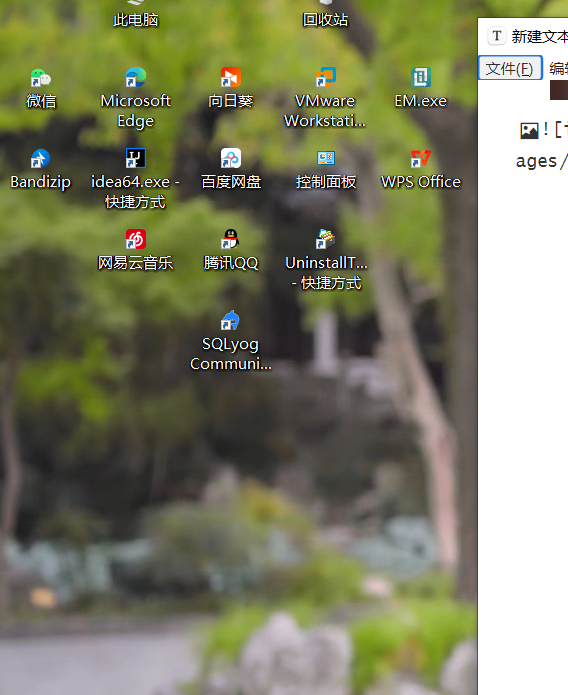 此电脑
回收站
新建文本
文件(F)
编辑
微信
Microsoft
Edge
向日葵
VMware
Workstati...
EM.exe
![i
ages/
Bandizip
idea64.exe -
快捷方式
百度网盘
控制面板
WPS Office
网易云音乐
腾讯QQ
UninstallT...
- 快捷方式
SQLyog
Communi...